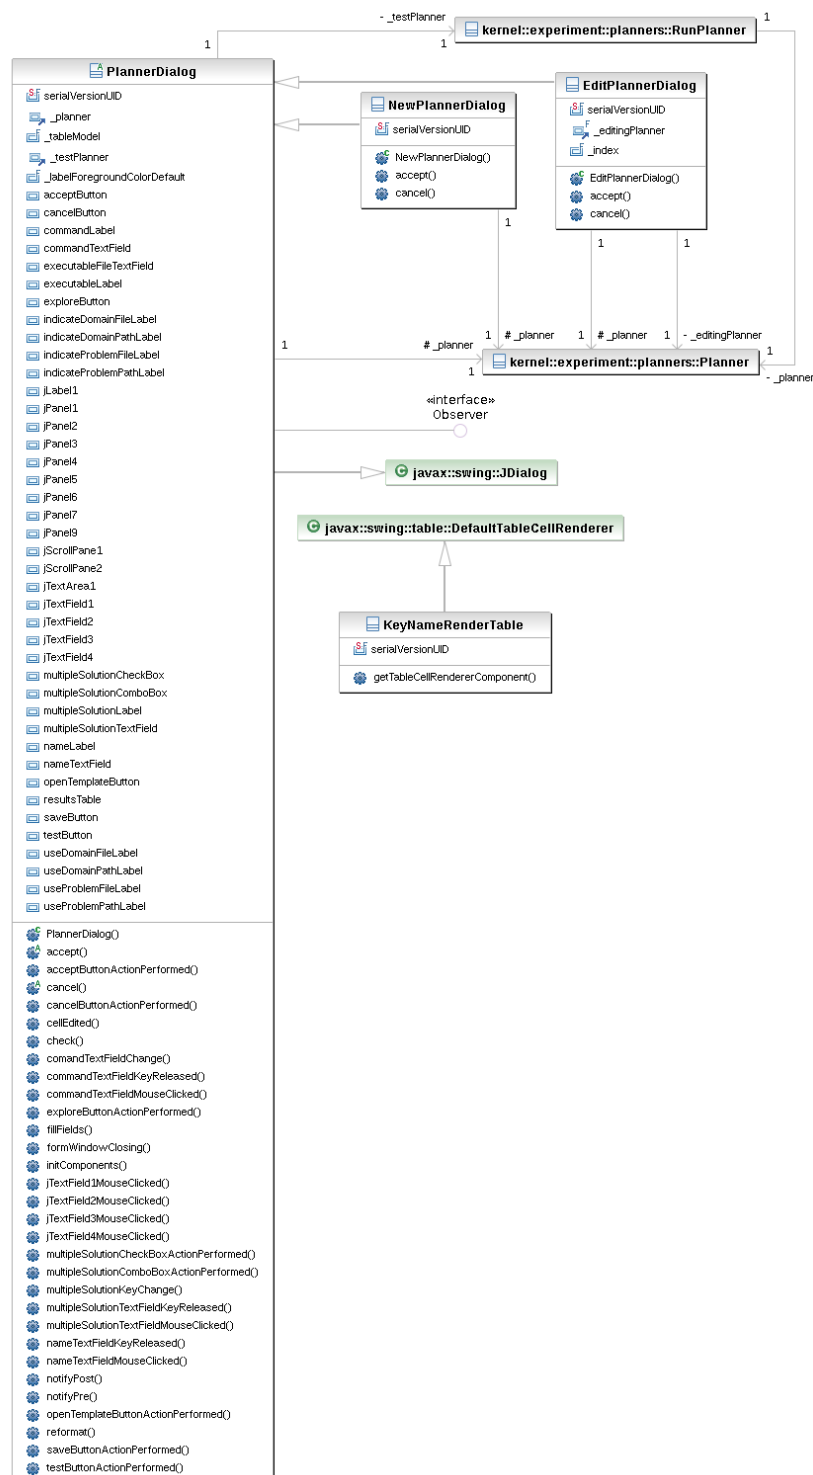 - _testPlanner
1
1
kernel::experiment::planners::RunPlanner
1
PlannerDialog
serialVersionUID
_planner
_tableModel
_testPlanner
_labelForegroundColorDefault
acceptButton
cancelButton
commandLabel
commandTextField
executableFileTextField
executableLabel
exploreButton
indicateDomainFileLabel
indicateDomainPathLabel
indicateProblemFileLabel
indicateProblemPathLabel
jLabel1
jPanel1
jPanel2
jPanel3
jPanel4
jPanel5
jPanel6
jPanel7
jPanel9
jScrollPane1
jScrollPane2
jTextArea1
jTextField1
jTextField2
jTextField3
jTextField4
multipleSolutionCheckBox
multipleSolutionComboBox
multipleSolutionLabel
multipleSolutionTextField
nameLabel
nameTextField
openTemplateButton
resultsTable
saveButton
testButton
useDomainFileLabel
useDomainPathLabel
useProblemFileLabel
useProblemPathLabel
PlannerDialog()
accept()
acceptButtonActionPerformed()
cancel()
cancelButtonActionPerformed()
cellEdited()
check()
comandTextFieldChange()
commandTextFieldKeyReleased()
commandTextFieldMouseClicked()
exploreButtonActionPerformed()
fillFields()
formWindowClosing()
initComponents()
jTextField1MouseClicked()
jTextField2MouseClicked()
jTextField3MouseClicked()
jTextField4MouseClicked()
multipleSolutionCheckBoxActionPerformed()
multipleSolutionComboBoxActionPerformed()
multipleSolutionKeyChange()
multipleSolutionTextFieldKeyReleased()
multipleSolutionTextFieldMouseClicked()
nameTextFieldKeyReleased()
nameTextFieldMouseClicked()
notifyPost()
notifyPre()
openTemplateButtonActionPerformed()
reformat()
saveButtonActionPerformed()
testButtonActionPerformed()
NewPlannerDialog
serialVersionUID
NewPlannerDialog()
accept()
cancel()
EditPlannerDialog
serialVersionUID
_editingPlanner
_index
EditPlannerDialog()
accept()
cancel()
1
1
1
1
# _planner
1
# _planner
1
- _editingPlanner
1
# _planner
1
kernel::experiment::planners::Planner
1
- _planner
«interface»
Observer
javax::swing::JDialog
javax::swing::table::DefaultTableCellRenderer
KeyNameRenderTable
serialVersionUID
getTableCellRendererComponent()